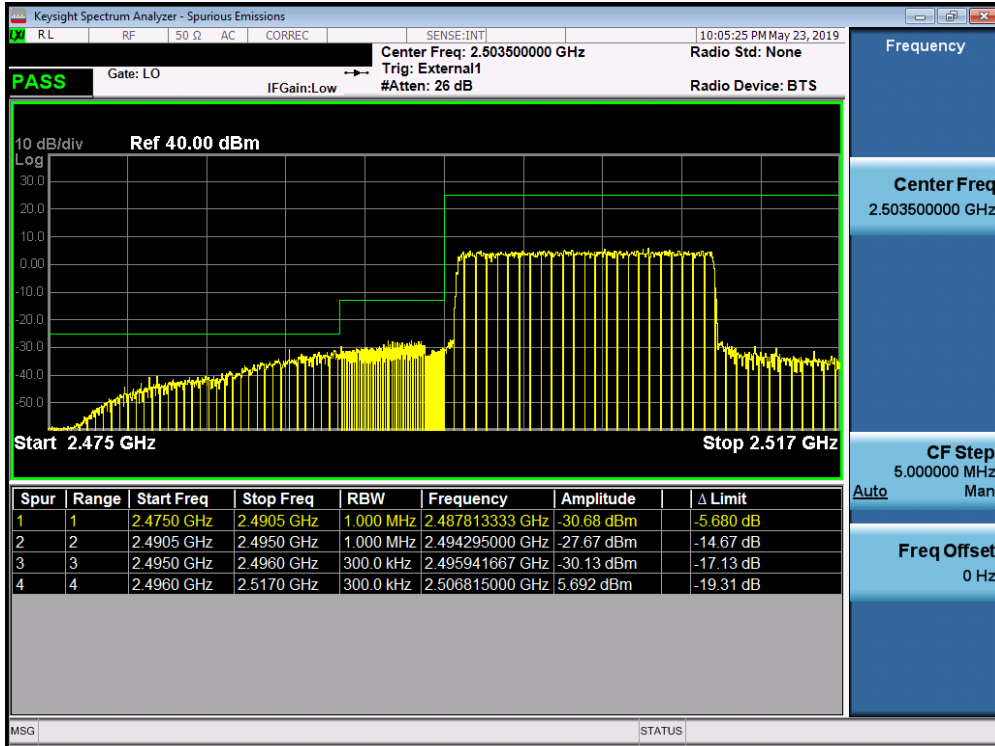 Keysight Spectrum Analyzer - Spurious Emissions
LXI RL RF 50 Ω AC CORREC SENSE:INT 10:05:25 PM May 23, 2019
Center Freq: 2.503500000 GHz Radio Std: None
PASS Gate: LO Trig: External1
IFGain:Low #Atten: 26 dB Radio Device: BTS
10 dB/div Ref 40.00 dBm
Log
30.0
20.0
10.0
0.00
-10.0
-20.0
-30.0
-40.0
-50.0
Start 2.475 GHz Stop 2.517 GHz
Spur Range Start Freq Stop Freq RBW Frequency Amplitude Δ Limit
1 1 2.4750 GHz 2.4905 GHz 1.000 MHz 2.487813333 GHz -30.68 dBm -5.680 dB
2 2 2.4905 GHz 2.4950 GHz 1.000 MHz 2.494295000 GHz -27.67 dBm -14.67 dB
3 3 2.4950 GHz 2.4960 GHz 300.0 kHz 2.495941667 GHz -30.13 dBm -17.13 dB
4 4 2.4960 GHz 2.5170 GHz 300.0 kHz 2.506815000 GHz 5.692 dBm -19.31 dB
MSG STATUS
Frequency
Center Freq
2.503500000 GHz
CF Step
5.000000 MHz
Auto Man
Freq Offset
0 Hz